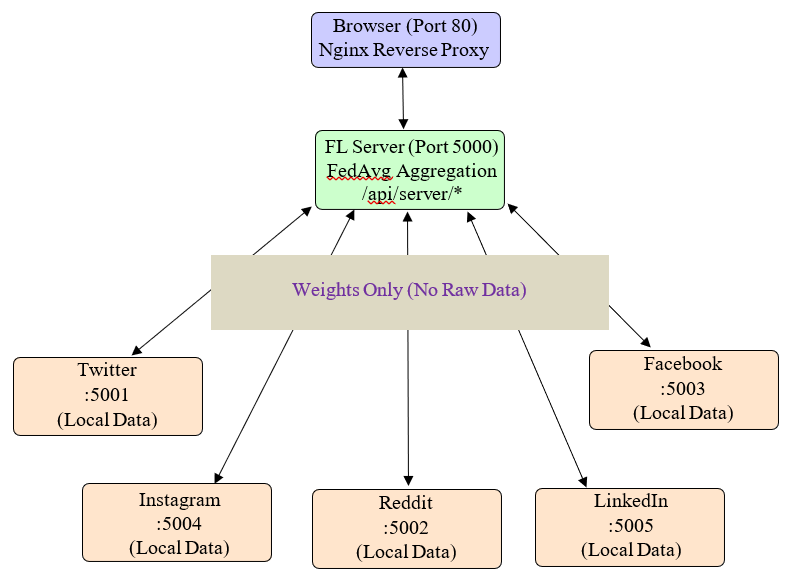 Browser (Port 80)
Nginx Reverse Proxy
FL Server (Port 5000)
FedAvg Aggregation
/api/server/*
Weights Only (No Raw Data)
Twitter
:5001
(Local Data)
Facebook
:5003
(Local Data)
Instagram
:5004
(Local Data)
Reddit
:5002
(Local Data)
LinkedIn
:5005
(Local Data)